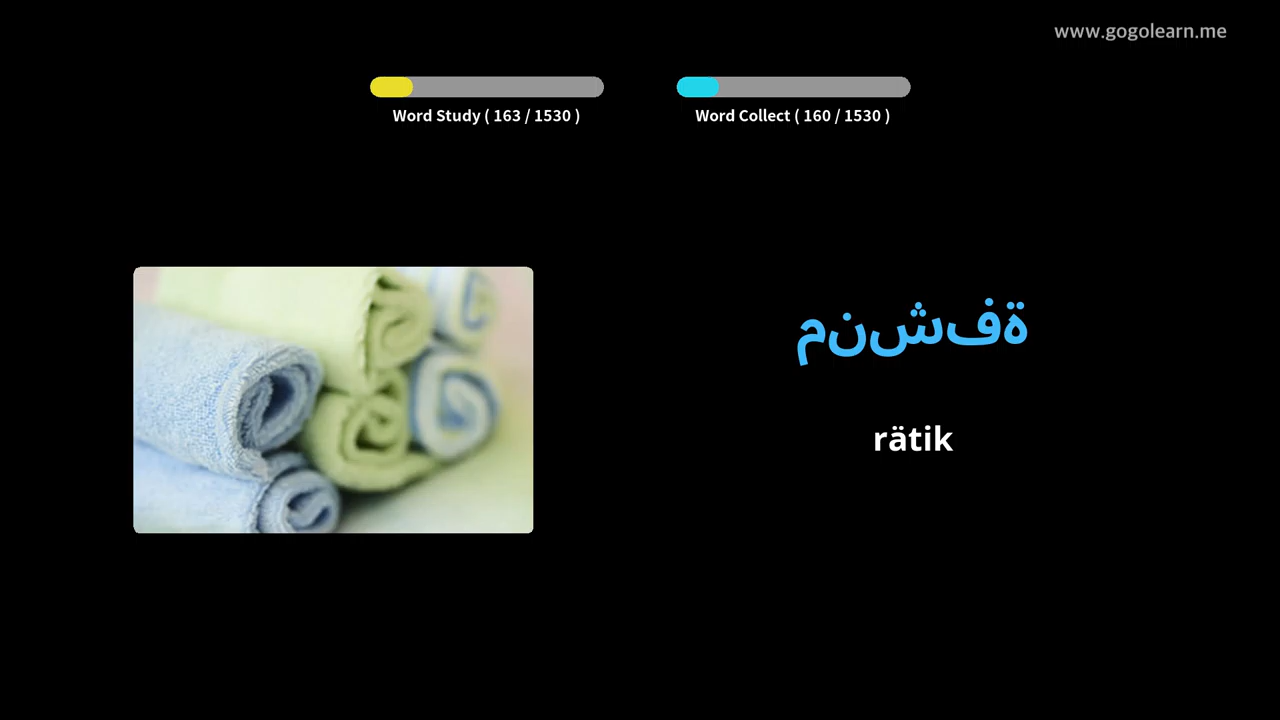 www.gogolearn.me
Word Study ( 163 / 1530 )
Word Collect ( 160 / 1530 )
منشفة
rätik